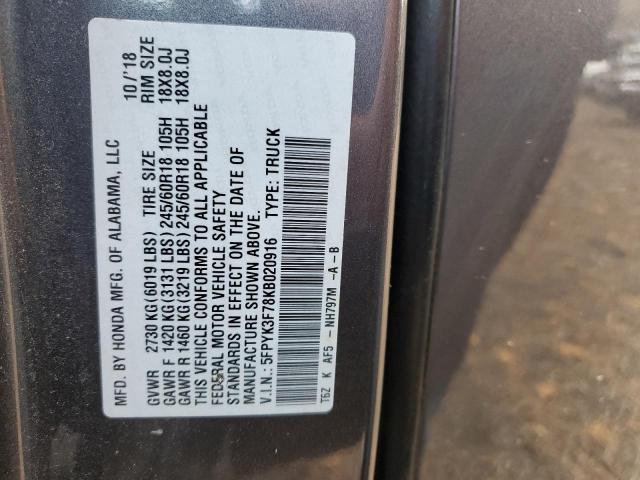 MFD. BY HONDA MFG. OF ALABAMA, LLC 10/'18
GVWR 2730 KG(6019 LBS) TIRE SIZE RIM SIZE
GAWR F 1420 KG(3131 LBS) 245/60R18 105H 18X8.0J
GAWR R 1460 KG(3219 LBS) 245/60R18 105H 18X8.0J
THIS VEHICLE CONFORMS TO ALL APPLICABLE
FEDERAL MOTOR VEHICLE SAFETY
STANDARDS IN EFFECT ON THE DATE OF
MANUFACTURE SHOWN ABOVE.
V.I.N.: 5FPYK3F78KB020916 TYPE: TRUCK
T6Z K AF5 - NH797M -A-B